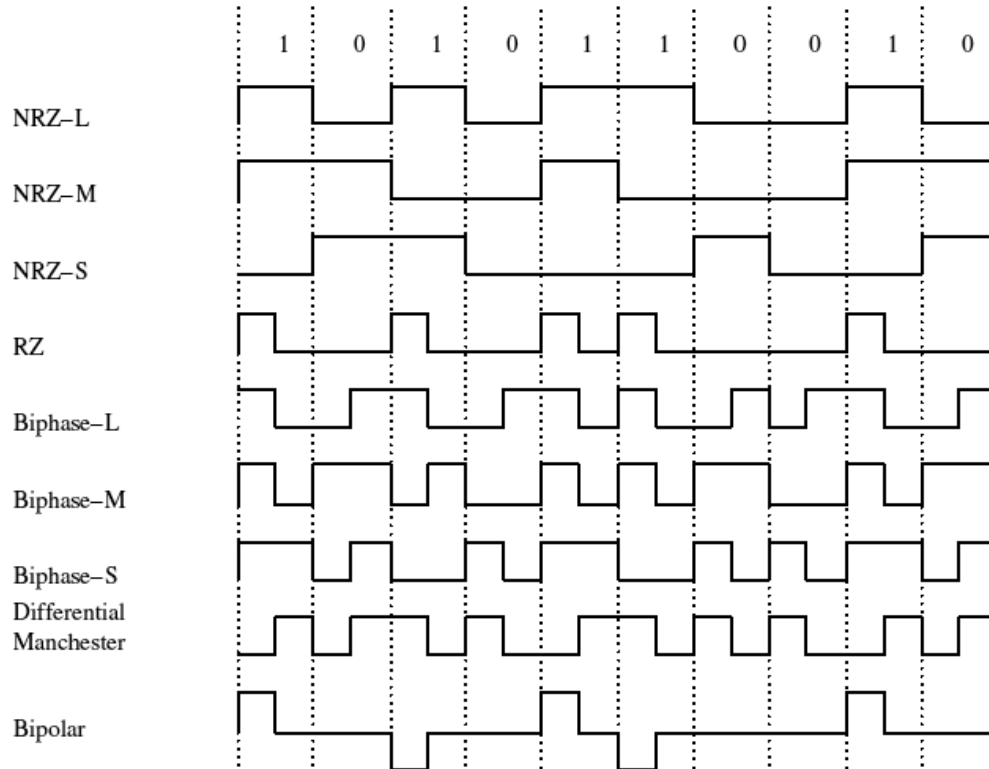 1 0 1 0 1 1 0 0 1 0
NRZ–L
NRZ–M
NRZ–S
RZ
Biphase–L
Biphase–M
Biphase–S
Differential
Manchester
Bipolar